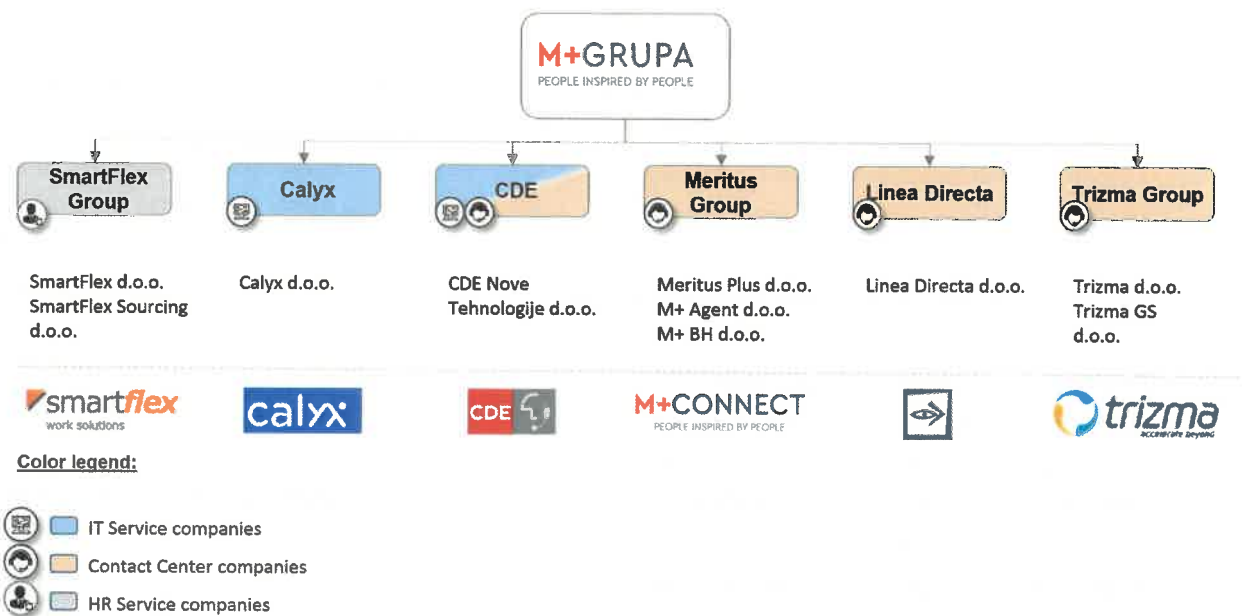 M+GRUPA
PEOPLE INSPIRED BY PEOPLE
SmartFlex
Group
Calyx
CDE
Meritus
Group
Linea Directa
Trizma Group
SmartFlex d.o.o.
SmartFlex Sourcing
d.o.o.
Calyx d.o.o.
CDE Nove
Tehnologije d.o.o.
Meritus Plus d.o.o.
M+ Agent d.o.o.
M+ BH d.o.o.
Linea Directa d.o.o.
Trizma d.o.o.
Trizma GS
d.o.o.
smartflex
work solutions
calyx
CDE
M+CONNECT
PEOPLE INSPIRED BY PEOPLE
trizma
accelerate beyond
Color legend:
IT Service companies
Contact Center companies
HR Service companies